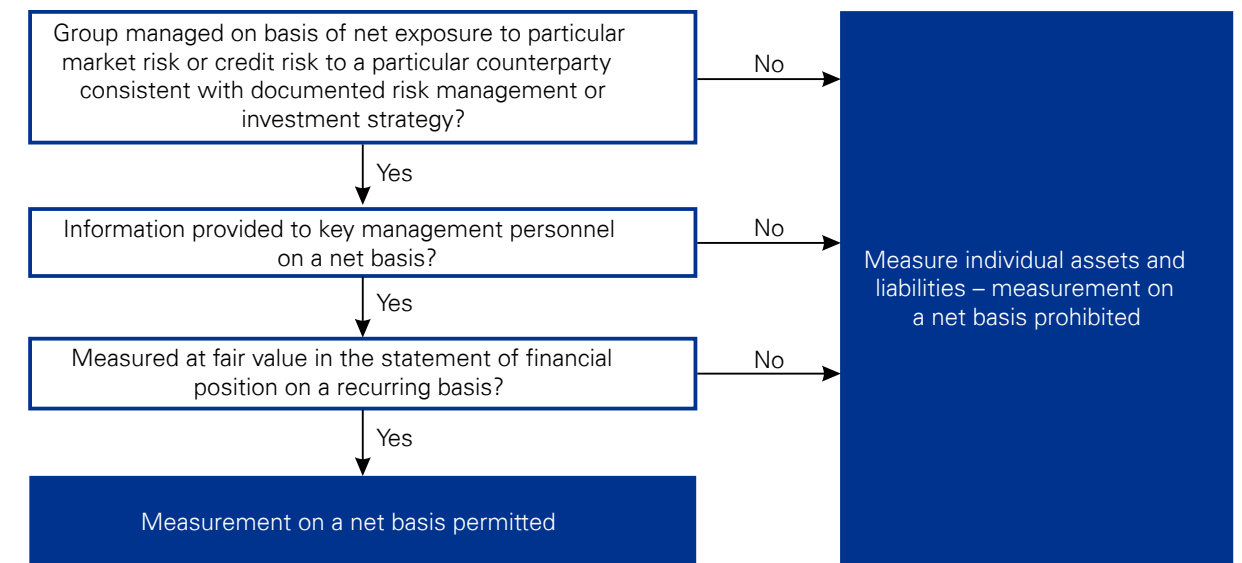 Group managed on basis of net exposure to particular
market risk or credit risk to a particular counterparty
consistent with documented risk management or
investment strategy?
No
Yes
Information provided to key management personnel
on a net basis?
No
Yes
Measure individual assets and
liabilities – measurement on
a net basis prohibited
Measured at fair value in the statement of financial
position on a recurring basis?
No
Yes
Measurement on a net basis permitted